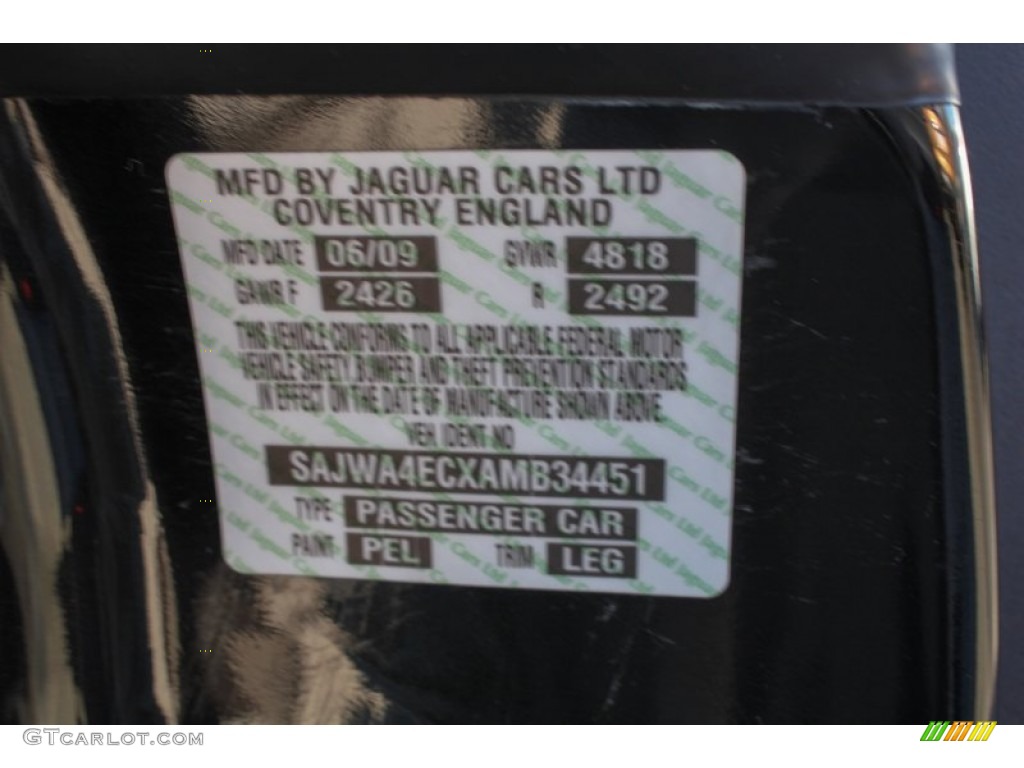 MFD BY JAGUAR CARS LTD
COVENTRY ENGLAND
MFD DATE 06/09 GVWR 4818
GAWR F 2426 R 2492
THIS VEHICLE CONFORMS TO ALL APPLICABLE FEDERAL MOTOR
VEHICLE SAFETY, BUMPER AND THEFT PREVENTION STANDARDS
IN EFFECT ON THE DATE OF MANUFACTURE SHOWN ABOVE.
VEH IDENT NO
SAJWA4ECXAMB34451
TYPE PASSENGER CAR
PAINT PEL TRIM LEG
GTCarlot.com